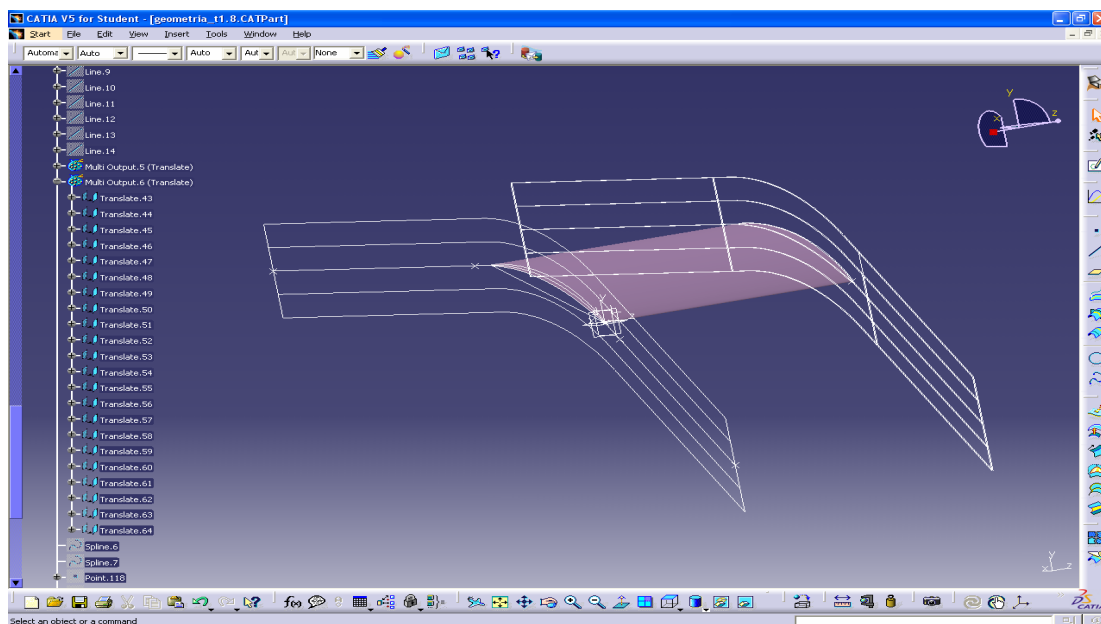 CATIA V5 for Student - [geometria_t1.8.CATPart]
Start File Edit View Insert Tools Window Help
Auto Auto Aut Aut None
Line.9
Line.10
Line.11
Line.12
Line.13
Line.14
Multi Output.5 (Translate)
Multi Output.6 (Translate)
Translate.43
Translate.44
Translate.45
Translate.46
Translate.47
Translate.48
Translate.49
Translate.50
Translate.51
Translate.52
Translate.53
Translate.54
Translate.55
Translate.56
Translate.57
Translate.58
Translate.59
Translate.60
Translate.61
Translate.62
Translate.63
Translate.64
Spline.6
Spline.7
Point.118
Y
Z
X
Y
Z
Y
X Z
f(x)
CATIA
Select an object or a command